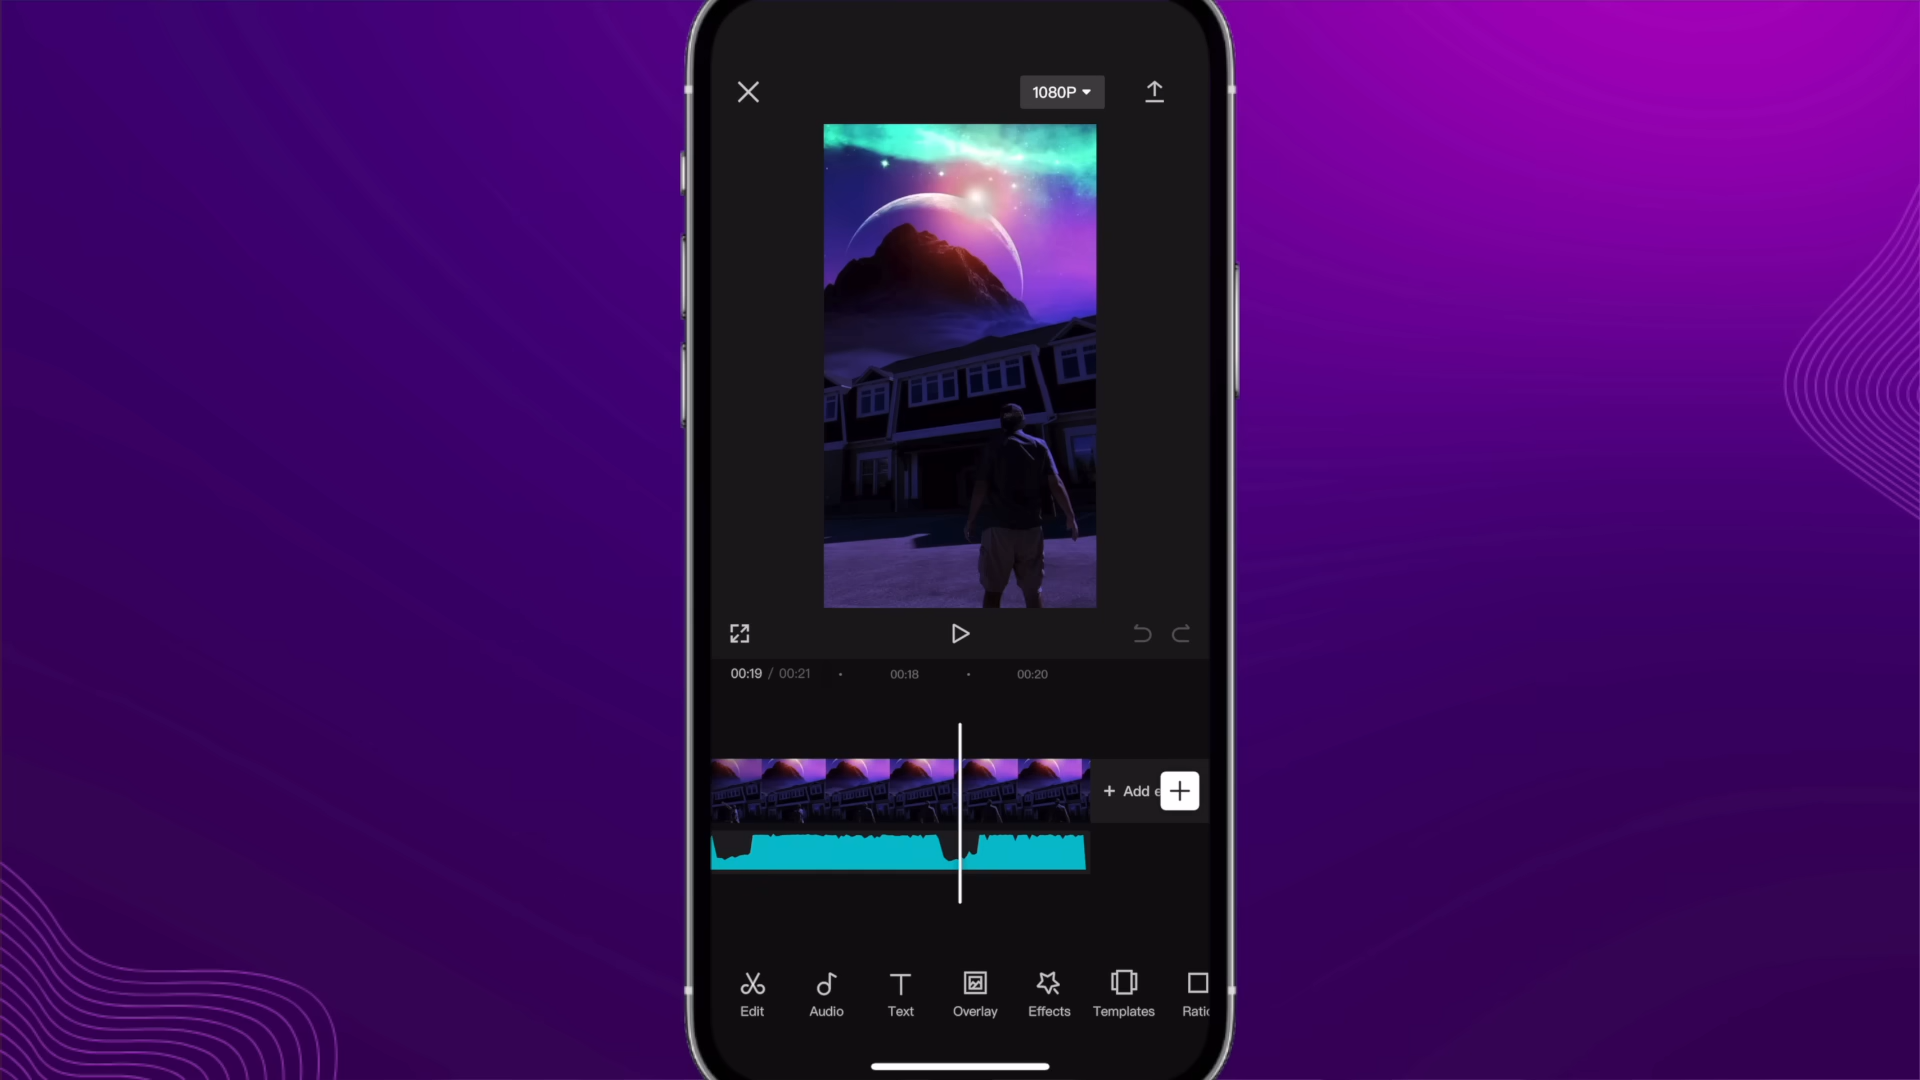 1080P
00:19 / 00:21
00:18
00:20
+ Add e
Edit
Audio
Text
Overlay
Effects
Templates
Ratio